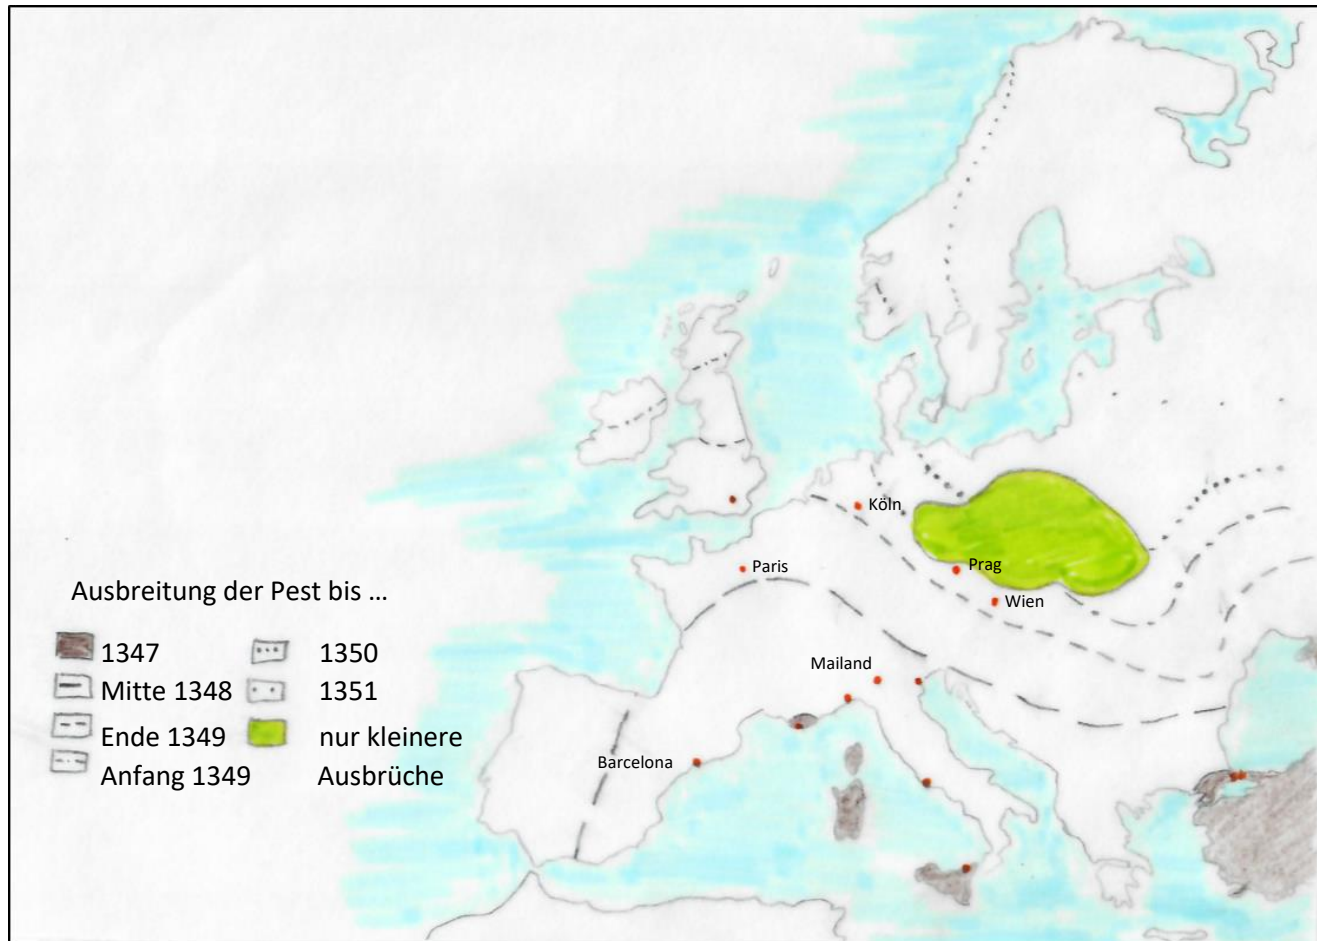 Köln
Paris
Prag
Wien
Mailand
Barcelona
Ausbreitung der Pest bis ...
1347
1350
Mitte 1348
1351
Ende 1349
nur kleinere
Anfang 1349
Ausbrüche